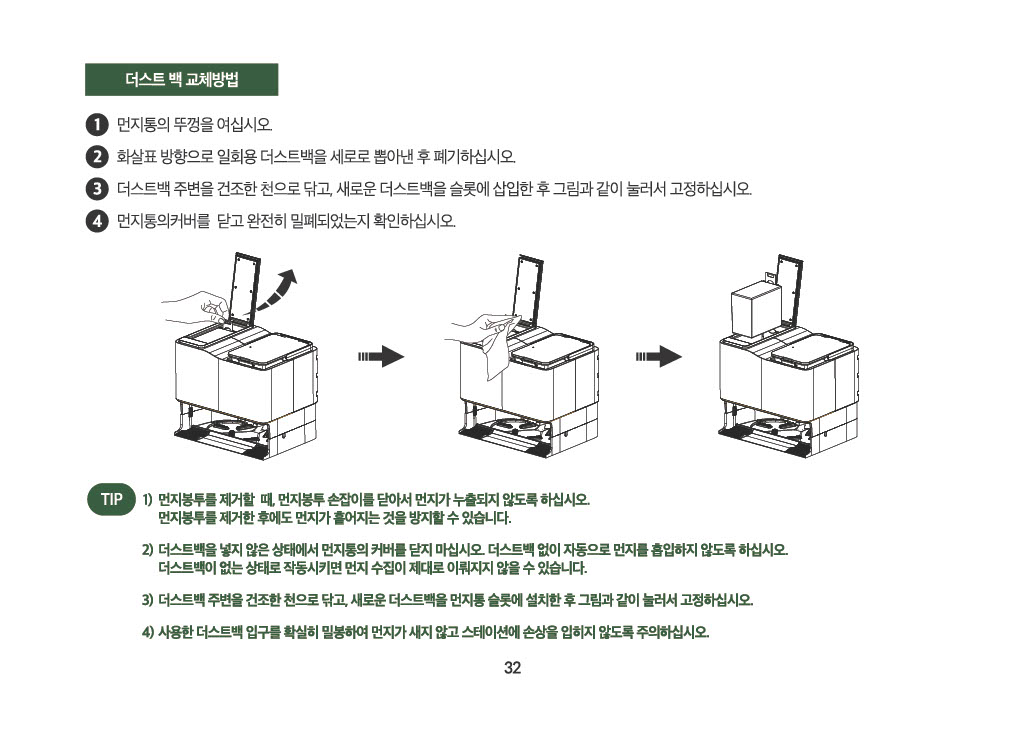 더스트 백 교체방법
1 먼지통의 뚜껑을 여십시오.
2 화살표 방향으로 일회용 더스트백을 세로로 뽑아낸 후 폐기하십시오.
3 더스트백 주변을 건조한 천으로 닦고, 새로운 더스트백을 슬롯에 삽입한 후 그림과 같이 눌러서 고정하십시오.
4 먼지통의커버를 닫고 완전히 밀폐되었는지 확인하십시오.
TIP 1) 먼지봉투를 제거할 때, 먼지봉투 손잡이를 닫아서 먼지가 누출되지 않도록 하십시오.
먼지봉투를 제거한 후에도 먼지가 흩어지는 것을 방지할 수 있습니다.
2) 더스트백을 넣지 않은 상태에서 먼지통의 커버를 닫지 마십시오. 더스트백 없이 자동으로 먼지를 흡입하지 않도록 하십시오.
더스트백이 없는 상태로 작동시키면 먼지 수집이 제대로 이뤄지지 않을 수 있습니다.
3) 더스트백 주변을 건조한 천으로 닦고, 새로운 더스트백을 먼지통 슬롯에 설치한 후 그림과 같이 눌러서 고정하십시오.
4) 사용한 더스트백 입구를 확실히 밀봉하여 먼지가 새지 않고 스테이션에 손상을 입히지 않도록 주의하십시오.
32